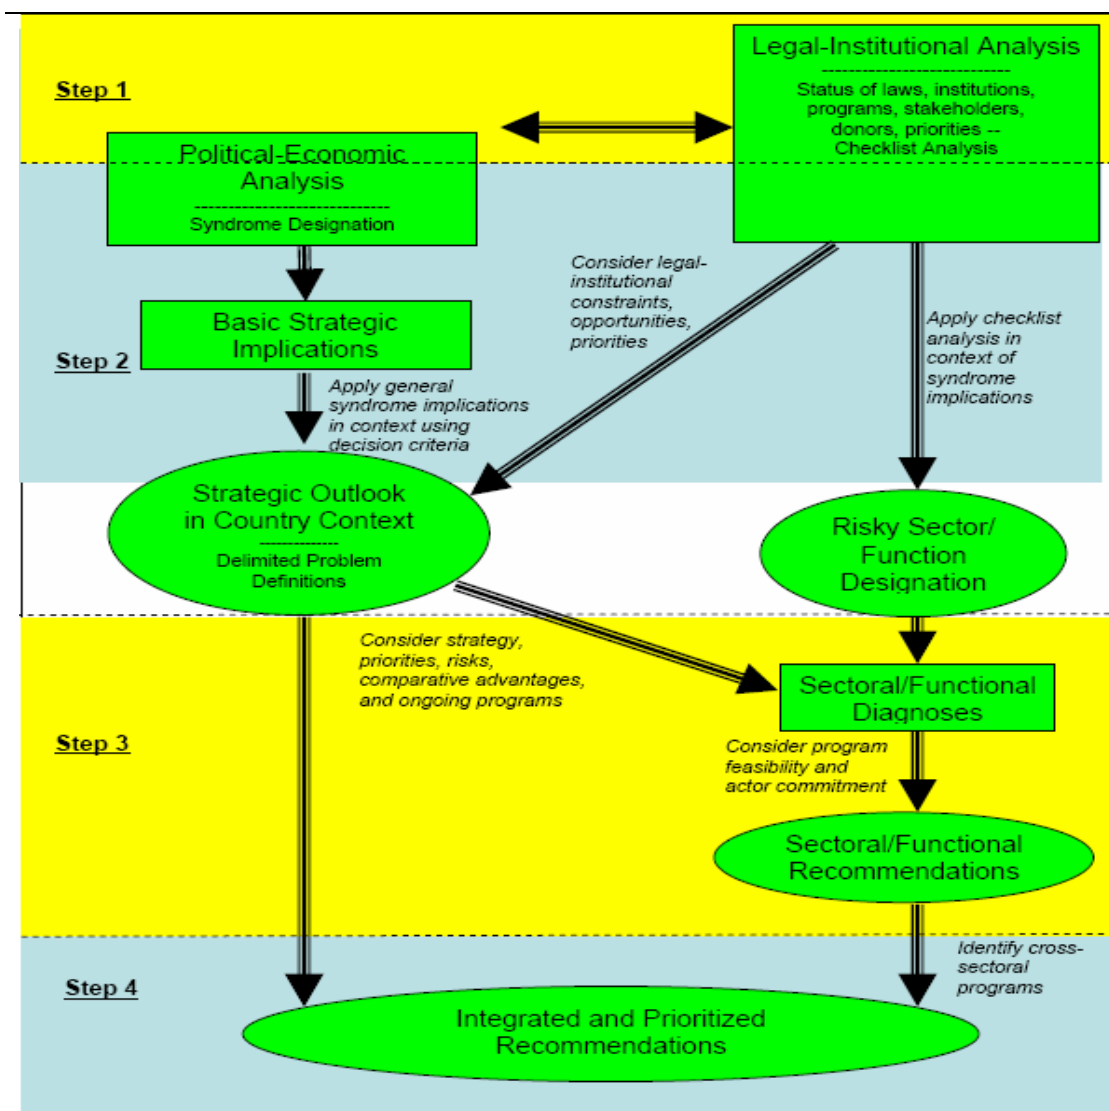 Legal-Institutional Analysis
----------------------------
Status of laws, institutions,
programs, stakeholders,
donors, priorities --
Checklist Analysis
Step 1
Political-Economic
Analysis
------------------------------
Syndrome Designation
Consider legal-
institutional
constraints,
opportunities,
priorities
Basic Strategic
Implications
Apply checklist
analysis in
context of
syndrome
implications
Step 2
Apply general
syndrome implications
in context using
decision criteria
Strategic Outlook
in Country Context
----------------
Delimited Problem
Definitions
Risky Sector/
Function
Designation
Consider strategy,
priorities, risks,
comparative advantages,
and ongoing programs
Sectoral/Functional
Diagnoses
Step 3
Consider program
feasibility and
actor commitment
Sectoral/Functional
Recommendations
Identify cross-
sectoral
programs
Step 4
Integrated and Prioritized
Recommendations